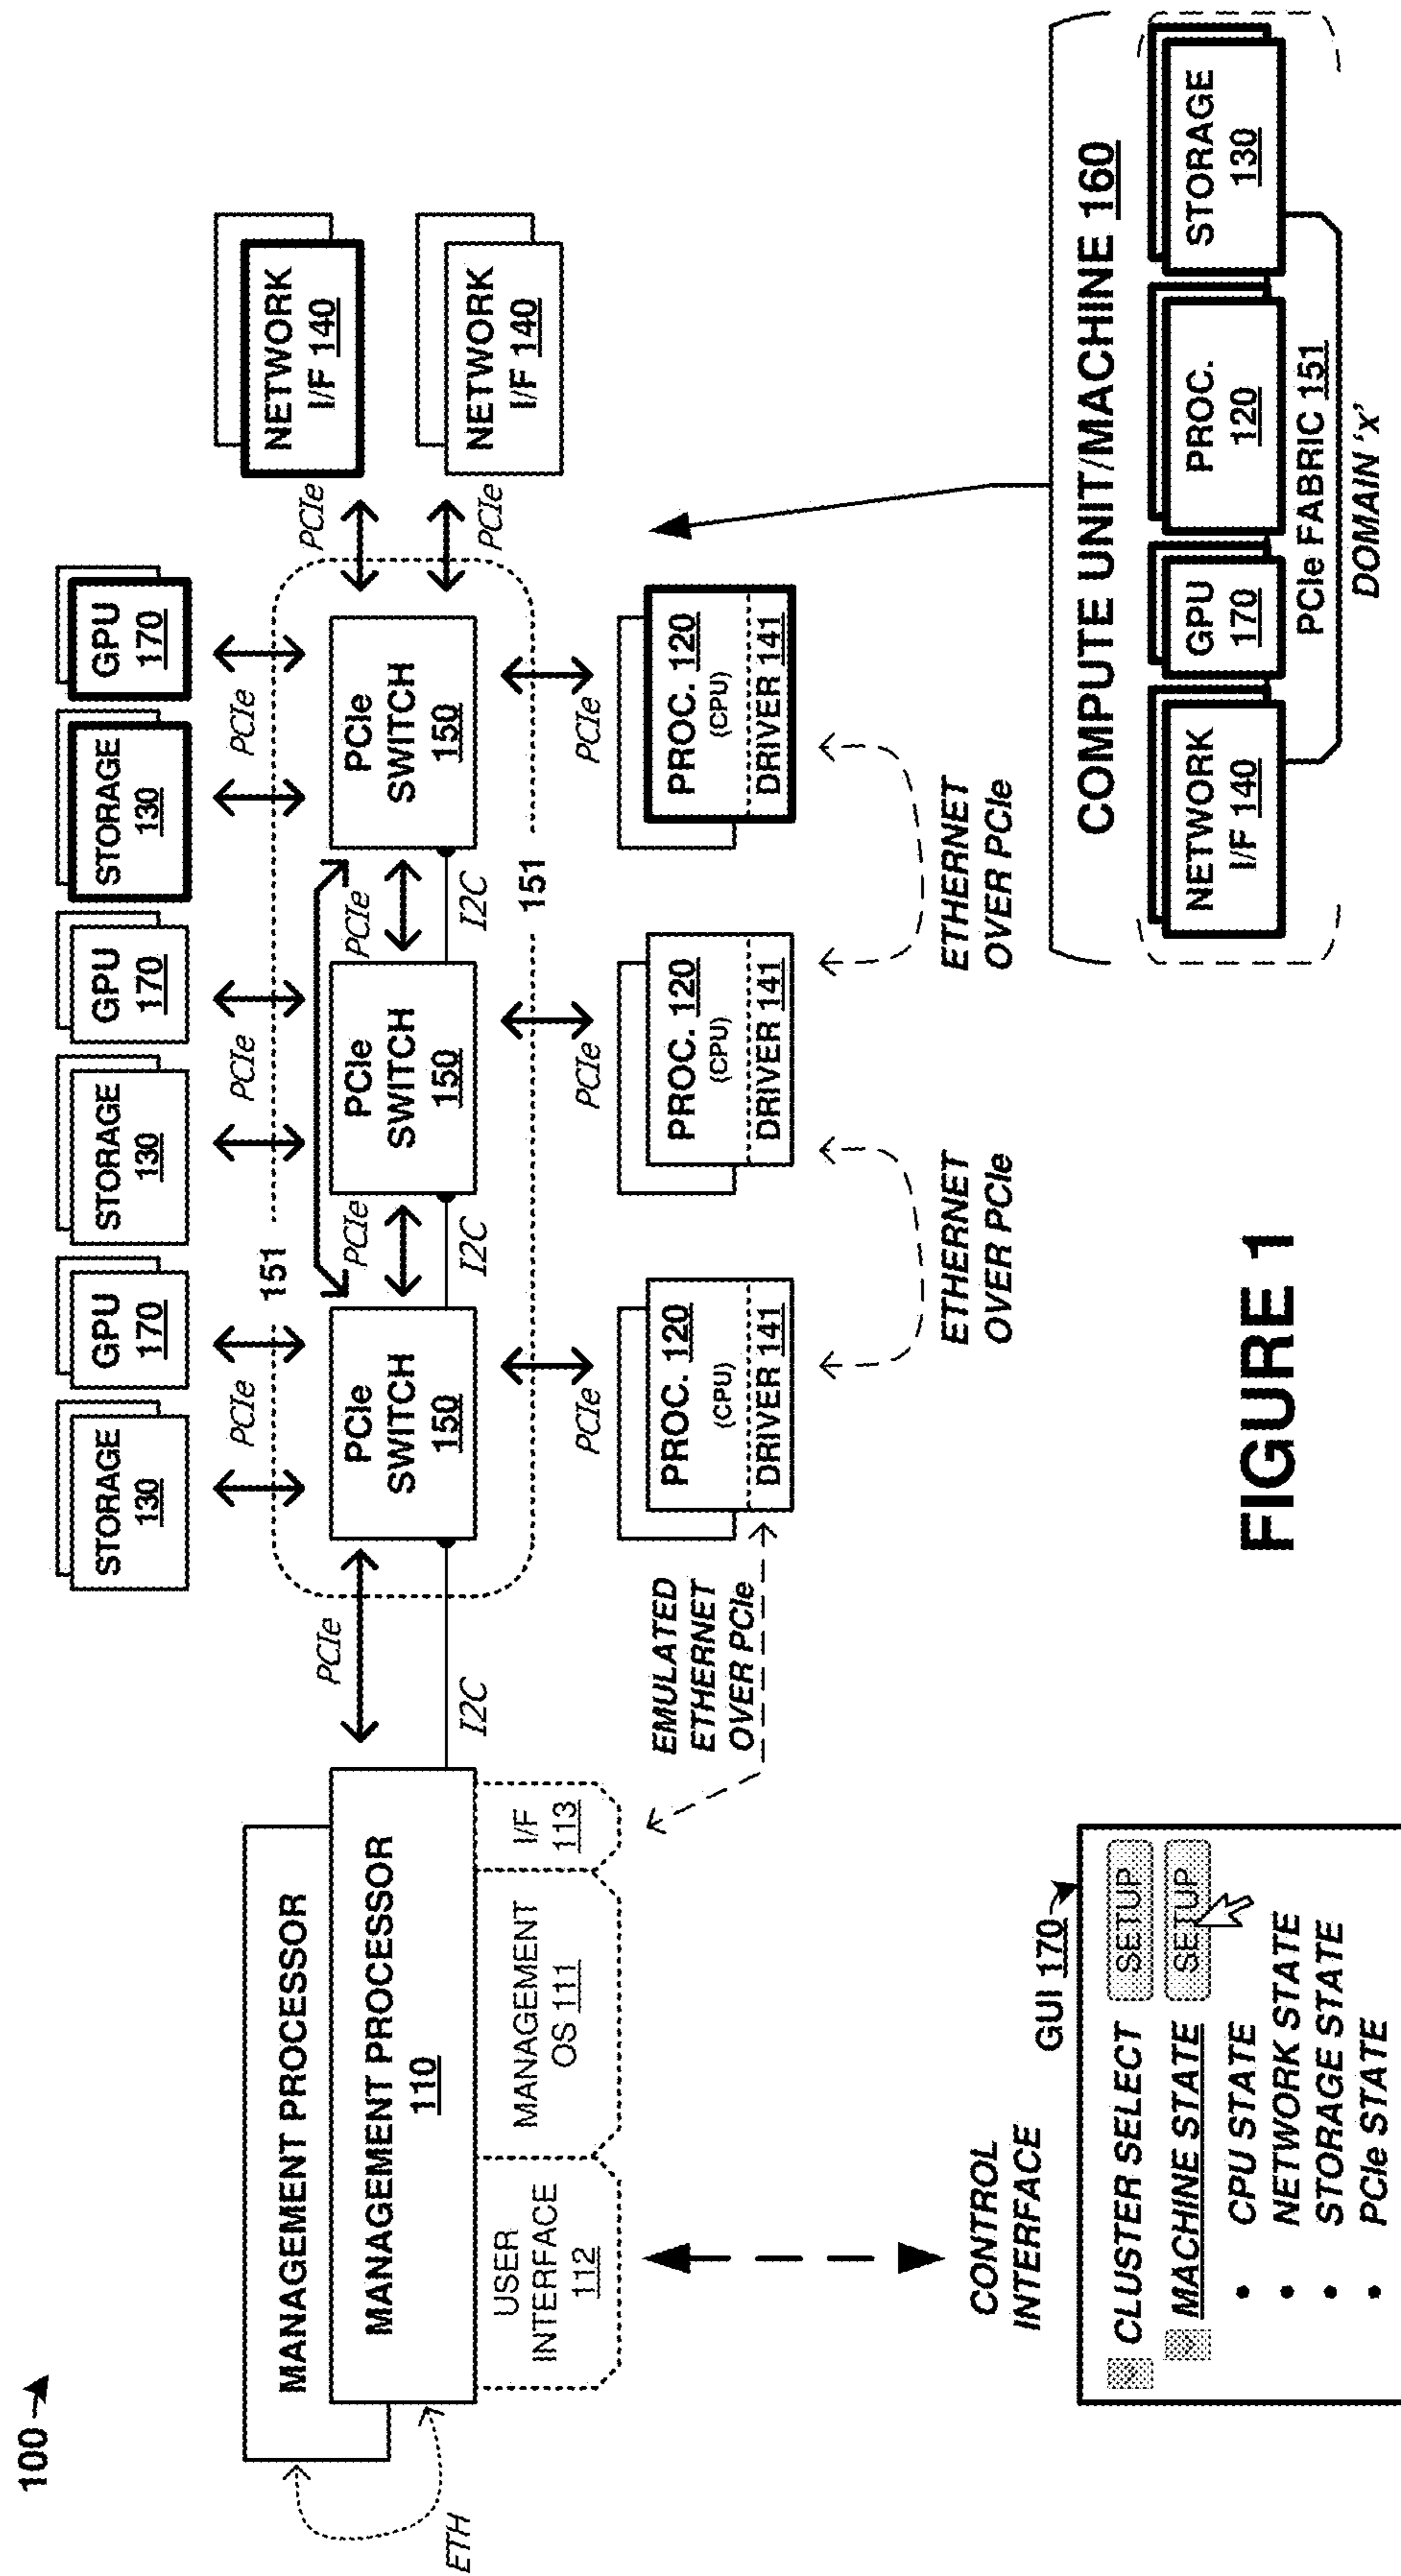 100
STORAGE
130
GPU
170
STORAGE
130
GPU
170
STORAGE
130
GPU
170
PCIe
PCIe
PCIe
151
MANAGEMENT PROCESSOR
MANAGEMENT PROCESSOR
110
ETH
USER
INTERFACE
112
MANAGEMENT
OS 111
I/F
113
PCIe
I2C
PCIe
SWITCH
150
PCIe
I2C
PCIe
SWITCH
150
PCIe
I2C
PCIe
SWITCH
150
151
PCIe
NETWORK
I/F 140
PCIe
NETWORK
I/F 140
PCIe
PCIe
PCIe
EMULATED
ETHERNET
OVER PCIe
PROC. 120
(CPU)
DRIVER 141
PROC. 120
(CPU)
DRIVER 141
PROC. 120
(CPU)
DRIVER 141
ETHERNET
OVER PCIe
ETHERNET
OVER PCIe
CONTROL
INTERFACE
GUI 170
CLUSTER SELECT
SETUP
MACHINE STATE
SETUP
• CPU STATE
• NETWORK STATE
• STORAGE STATE
• PCIe STATE
COMPUTE UNIT/MACHINE 160
NETWORK
I/F 140
GPU
170
PROC.
120
STORAGE
130
PCIe FABRIC 151
DOMAIN 'x'
FIGURE 1